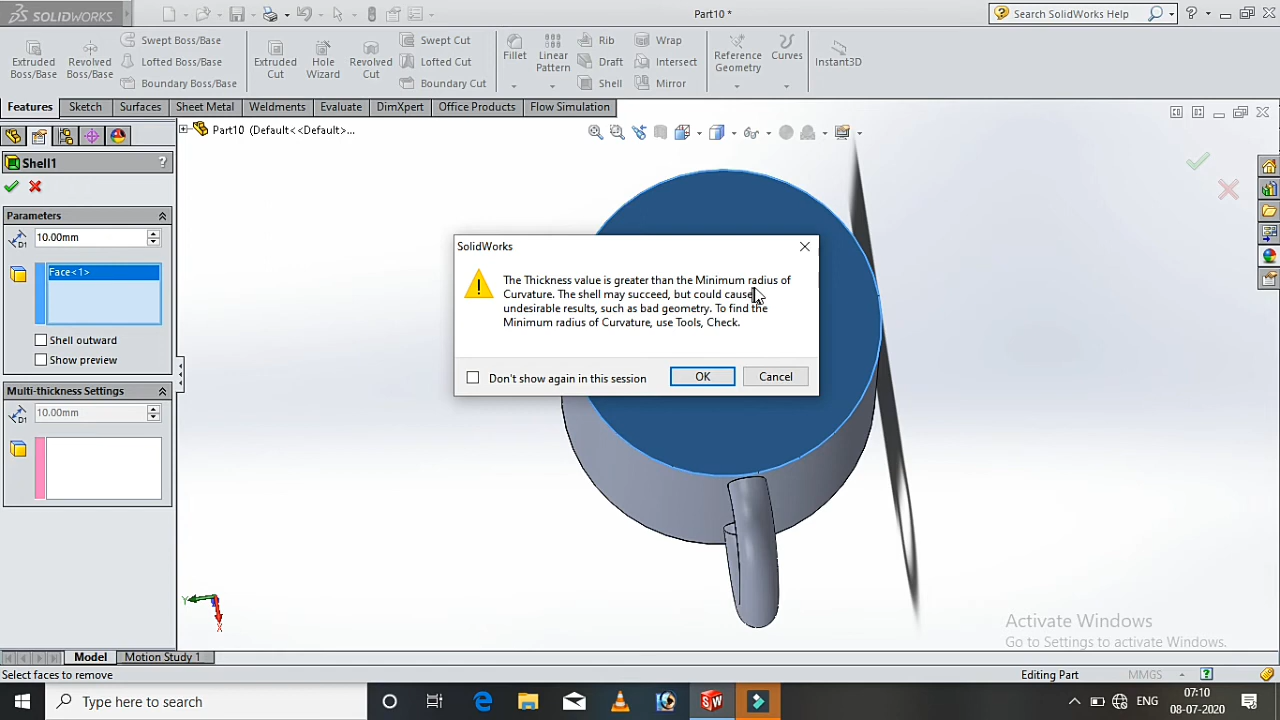 SOLIDWORKS
Part10 *
Search SolidWorks Help
Extruded Boss/Base
Revolved Boss/Base
Swept Boss/Base
Lofted Boss/Base
Boundary Boss/Base
Extruded Cut
Hole Wizard
Revolved Cut
Swept Cut
Lofted Cut
Boundary Cut
Fillet
Linear Pattern
Rib
Draft
Shell
Wrap
Intersect
Mirror
Reference Geometry
Curves
Instant3D
Features
Sketch
Surfaces
Sheet Metal
Weldments
Evaluate
DimXpert
Office Products
Flow Simulation
Part10 (Default<<Default>...
Shell1
?
Parameters
D1
10.00mm
Face<1>
Shell outward
Show preview
Multi-thickness Settings
D1
10.00mm
SolidWorks
The Thickness value is greater than the Minimum radius of
Curvature. The shell may succeed, but could cause
undesirable results, such as bad geometry. To find the
Minimum radius of Curvature, use Tools, Check.
Don't show again in this session
OK
Cancel
Y
X
Activate Windows
Go to Settings to activate Windows.
Model
Motion Study 1
Select faces to remove
Editing Part
MMGS
?
Type here to search
SW
ENG
07:10
08-07-2020